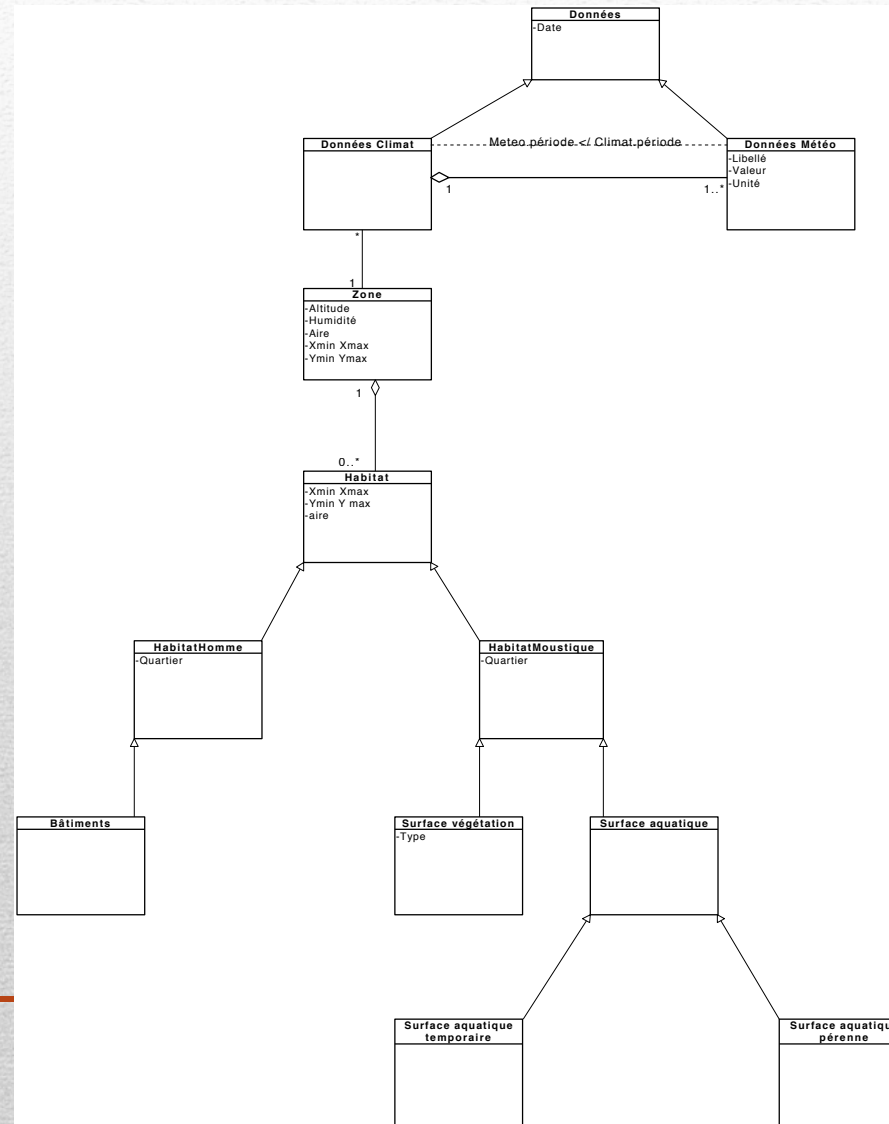 Données
-Date
Données Climat
Meteo.période </ Climat.période
Données Météo
-Libellé
-Valeur
-Unité
1
1..*
*
1
Zone
-Altitude
-Humidité
-Aire
-Xmin Xmax
-Ymin Ymax
1
0..*
Habitat
-Xmin Xmax
-Ymin Y max
-aire
HabitatHomme
-Quartier
HabitatMoustique
-Quartier
Bâtiments
Surface végétation
-Type
Surface aquatique
Surface aquatique
temporaire
Surface aquatiqu
pérenne